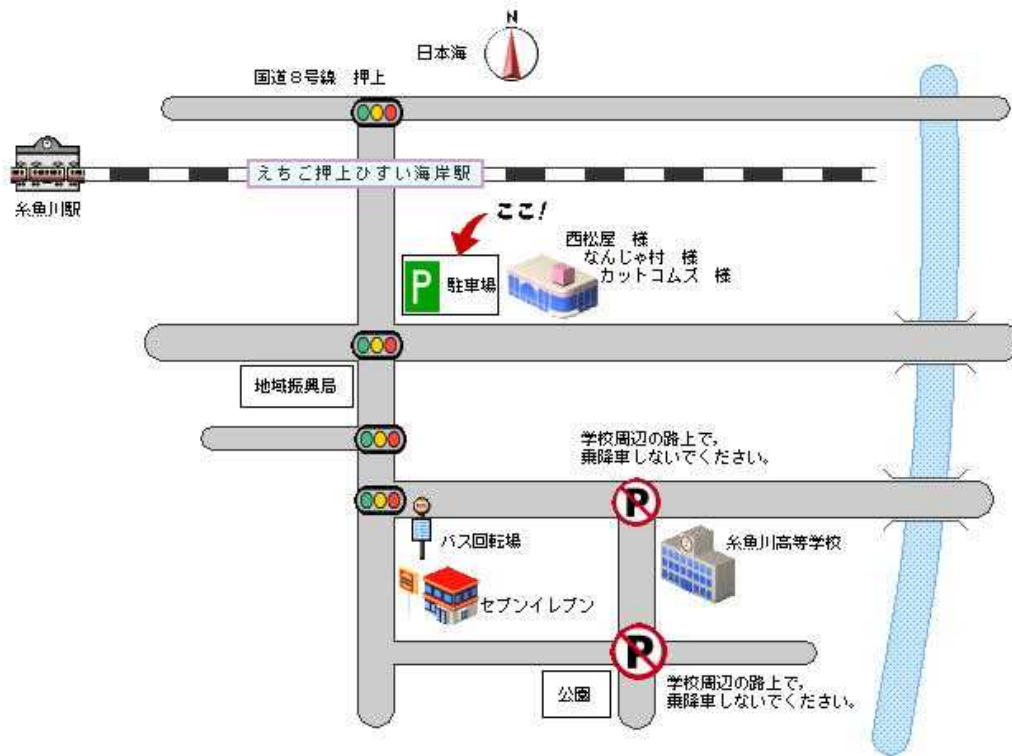 N
日本海
国道8号線 押上
えちご押上ひすい海岸駅
糸魚川駅
ここ!
西松屋 様
なんじゃ村 様
カットコムズ 様
P 駐車場
地域振興局
学校周辺の路上で,
乗降車しないでください。
P
バス回転場
糸魚川高等学校
セブンイレブン
P
公園
学校周辺の路上で,
乗降車しないでください。